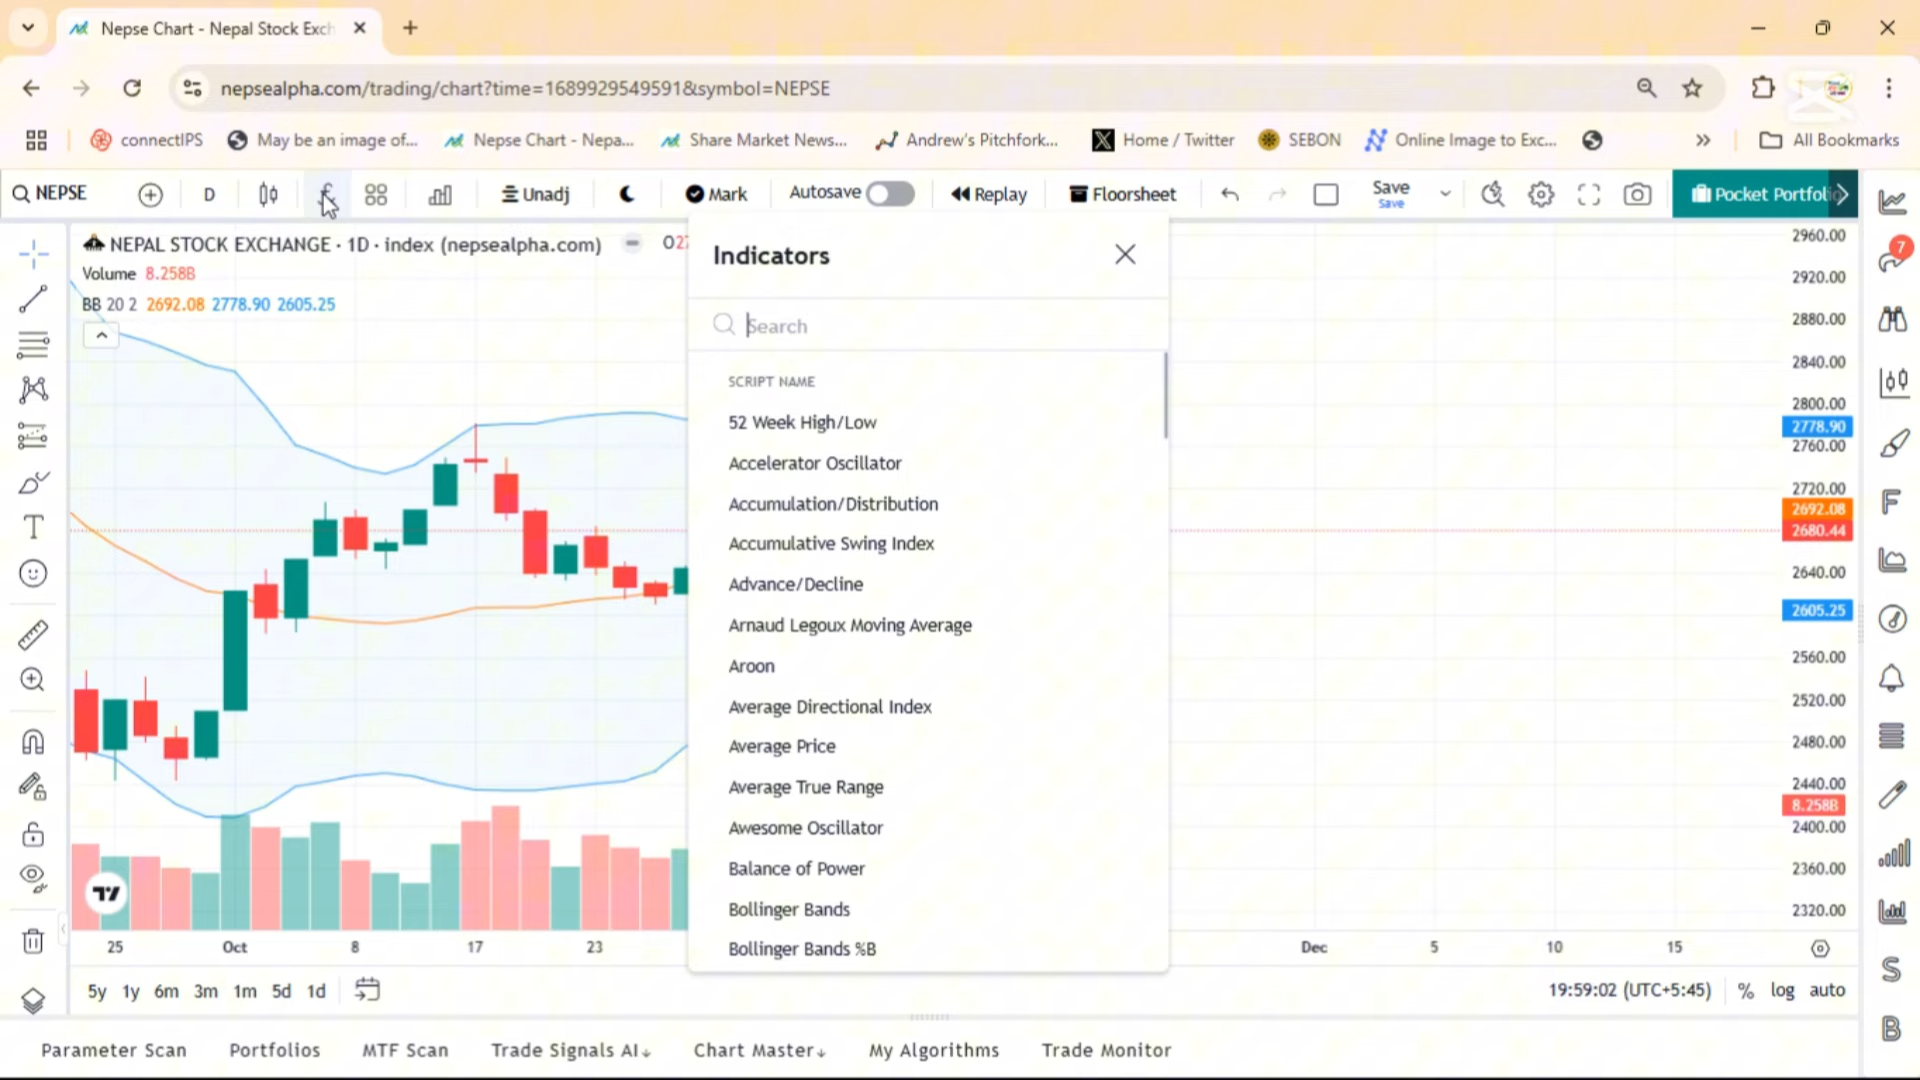 Nepse Chart - Nepal Stock Exch
nepsealpha.com/trading/chart?time=1689929549591&symbol=NEPSE
connectIPS
May be an image of...
Nepse Chart - Nepa...
Share Market News...
Andrew's Pitchfork...
Home / Twitter
SEBON
Online Image to Exc...
All Bookmarks
NEPSE
D
Unadj
Mark
Autosave
Replay
Floorsheet
Save
Save
Pocket Portfoli
NEPAL STOCK EXCHANGE · 1D · index (nepsealpha.com)
O27
Volume 8.258B
BB 20 2 2692.08 2778.90 2605.25
Indicators
Search
SCRIPT NAME
52 Week High/Low
Accelerator Oscillator
Accumulation/Distribution
Accumulative Swing Index
Advance/Decline
Arnaud Legoux Moving Average
Aroon
Average Directional Index
Average Price
Average True Range
Awesome Oscillator
Balance of Power
Bollinger Bands
Bollinger Bands %B
2960.00
2920.00
2880.00
2840.00
2800.00
2778.90
2760.00
2720.00
2692.08
2680.44
2640.00
2605.25
2560.00
2520.00
2480.00
2440.00
8.258B
2400.00
2360.00
2320.00
7
F
S
B
25
Oct
8
17
23
Dec
5
10
15
5y 1y 6m 3m 1m 5d 1d
19:59:02 (UTC+5:45)
% log auto
Parameter Scan
Portfolios
MTF Scan
Trade Signals AI↓
Chart Master↓
My Algorithms
Trade Monitor